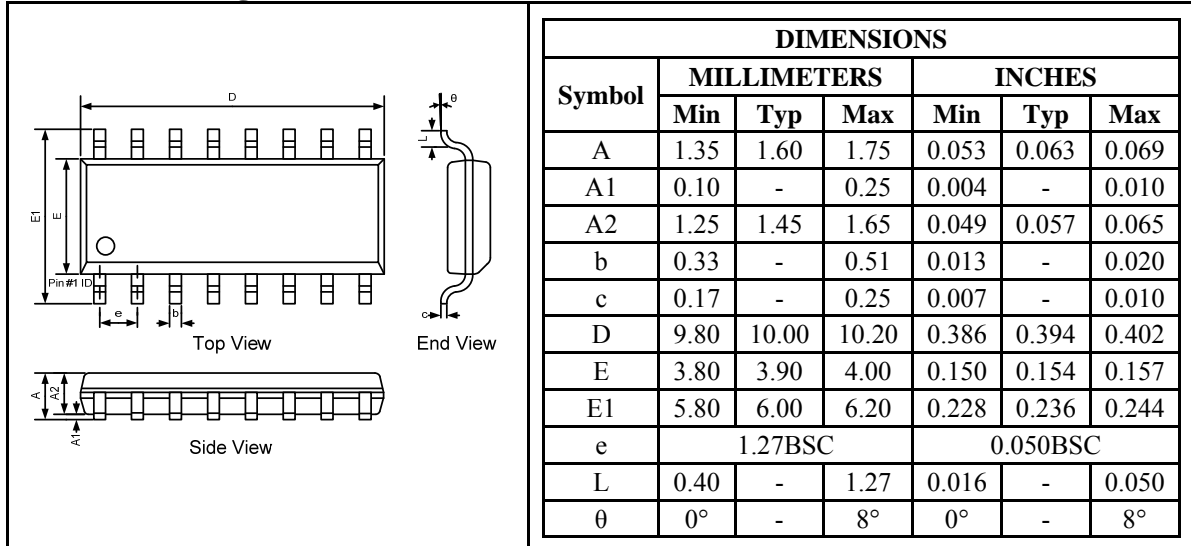 D
θ
L
E1
E
Pin #1 ID
e
b
c
Top View
End View
A
A2
A1
Side View
DIMENSIONS
Symbol MILLIMETERS INCHES
Min Typ Max Min Typ Max
A 1.35 1.60 1.75 0.053 0.063 0.069
A1 0.10 - 0.25 0.004 - 0.010
A2 1.25 1.45 1.65 0.049 0.057 0.065
b 0.33 - 0.51 0.013 - 0.020
c 0.17 - 0.25 0.007 - 0.010
D 9.80 10.00 10.20 0.386 0.394 0.402
E 3.80 3.90 4.00 0.150 0.154 0.157
E1 5.80 6.00 6.20 0.228 0.236 0.244
e 1.27BSC 0.050BSC
L 0.40 - 1.27 0.016 - 0.050
θ 0° - 8° 0° - 8°